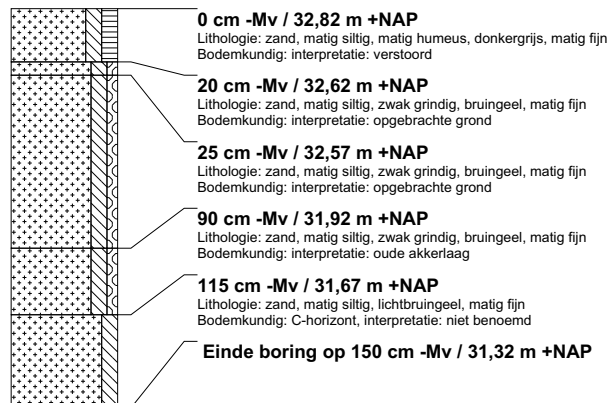 0 cm -Mv / 32,82 m +NAP
Lithologie: zand, matig siltig, matig humeus, donkergrijs, matig fijn
Bodemkundig: interpretatie: verstoord
20 cm -Mv / 32,62 m +NAP
Lithologie: zand, matig siltig, zwak grindig, bruingeel, matig fijn
Bodemkundig: interpretatie: opgebrachte grond
25 cm -Mv / 32,57 m +NAP
Lithologie: zand, matig siltig, zwak grindig, bruingeel, matig fijn
Bodemkundig: interpretatie: opgebrachte grond
90 cm -Mv / 31,92 m +NAP
Lithologie: zand, matig siltig, zwak grindig, bruingeel, matig fijn
Bodemkundig: interpretatie: oude akkerlaag
115 cm -Mv / 31,67 m +NAP
Lithologie: zand, matig siltig, lichtbruingeel, matig fijn
Bodemkundig: C-horizont, interpretatie: niet benoemd
Einde boring op 150 cm -Mv / 31,32 m +NAP